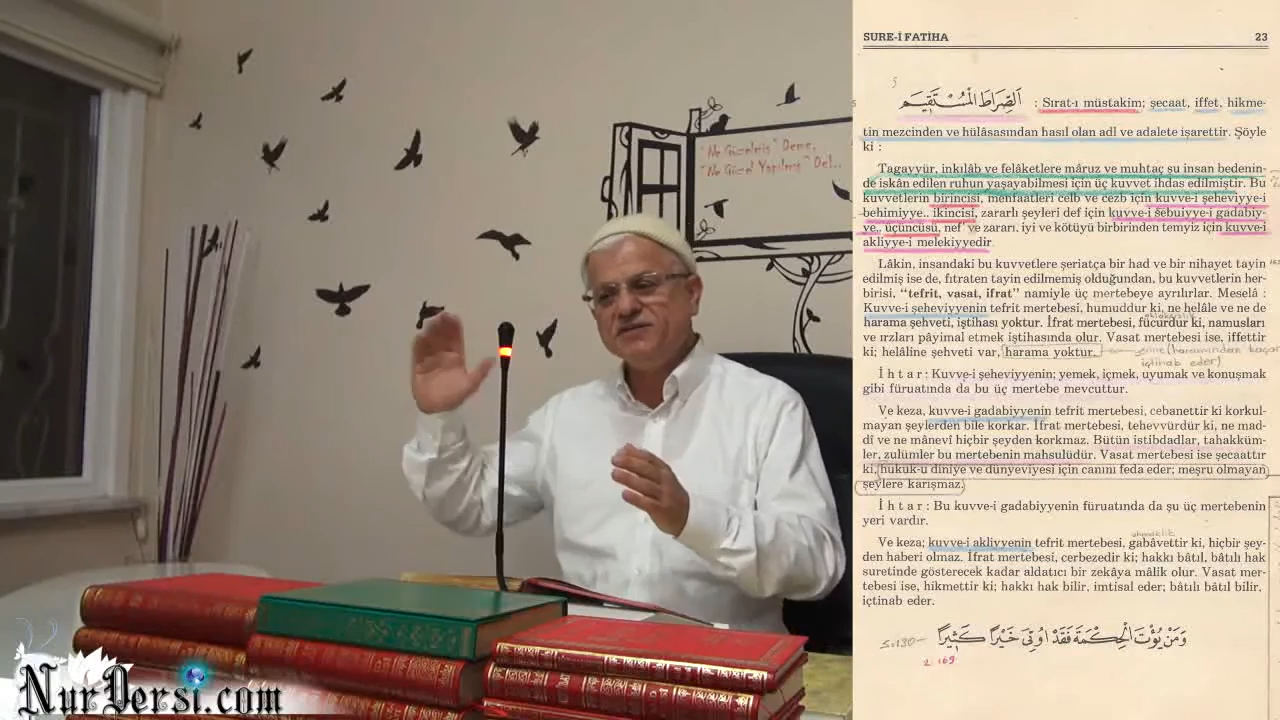 "Ne Güzelmiş" Deme,
"Ne Güzel Yapılmış" De!..
NurDersi.com
SURE-İ FATİHA 23
اَلصِّرَاطَ الْمُسْتَقِيمَ : Sırat-ı müstakim; şecaat, iffet, hikme-
tin mezcinden ve hülâsasından hasıl olan adl ve adalete işarettir. Şöyle
ki :
Tagayyür, inkılâb ve felâketlere mâruz ve muhtaç şu insan bedenin-
de iskân edilen ruhun yaşayabilmesi için üç kuvvet ihdas edilmiştir. Bu
kuvvetlerin birincisi, menfaatleri celb ve cezb için kuvve-i şeheviyye-i
behimiyye.. ikincisi, zararlı şeyleri def için kuvve-i sebuiyye-i gadabiy-
ye.. üçüncüsü, nef' ve zararı, iyi ve kötüyü birbirinden temyiz için kuvve-i
akliyye-i melekiyyedir.
Lâkin, insandaki bu kuvvetlere şeriatça bir had ve bir nihayet tayin
edilmiş ise de, fıtraten tayin edilmemiş olduğundan, bu kuvvetlerin her-
birisi, "tefrit, vasat, ifrat" namiyle üç mertebeye ayrılırlar. Meselâ :
Kuvve-i şeheviyyenin tefrit mertebesi, humuddur ki, ne helâle ve ne de
harama şehveti, iştihası yoktur. İfrat mertebesi, fücurdur ki, namusları
ve ırzları pâyimal etmek iştihasında olur. Vasat mertebesi ise, iffettir
ki; helâline şehveti var, harama yoktur.
içtinab eder)
İhtar: Kuvve-i şeheviyyenin; yemek, içmek, uyumak ve konuşmak
gibi füruatında da bu üç mertebe mevcuttur.
Ve keza, kuvve-i gadabiyyenin tefrit mertebesi, cebanettir ki korkul-
mayan şeylerden bile korkar. İfrat mertebesi, tehevvürdür ki, ne mad-
dî ve ne mânevî hiçbir şeyden korkmaz. Bütün istibdadlar, tahakküm-
ler, zulümler bu mertebenin mahsulüdür. Vasat mertebesi ise şecaattır
ki, hukuk-u diniye ve dünyeviyesi için canını feda eder; meşru olmayan
şeylere karışmaz.
İhtar: Bu kuvve-i gadabiyyenin füruatında da şu üç mertebenin
yeri vardır.
ahmaklık
Ve keza; kuvve-i akliyyenin tefrit mertebesi, gabâvettir ki, hiçbir şey-
den haberi olmaz. İfrat mertebesi, cerbezedir ki; hakkı bâtıl, bâtılı hak
suretinde gösterecek kadar aldatıcı bir zekâya mâlik olur. Vasat mer-
tebesi ise, hikmettir ki; hakkı hak bilir, imtisal eder; bâtılı bâtıl bilir,
içtinab eder.
وَمَنْ يُؤْتَ الْحِكْمَةَ فَقَدْ اُوتِىَ خَيْرًا كَثِيرًا
2:169